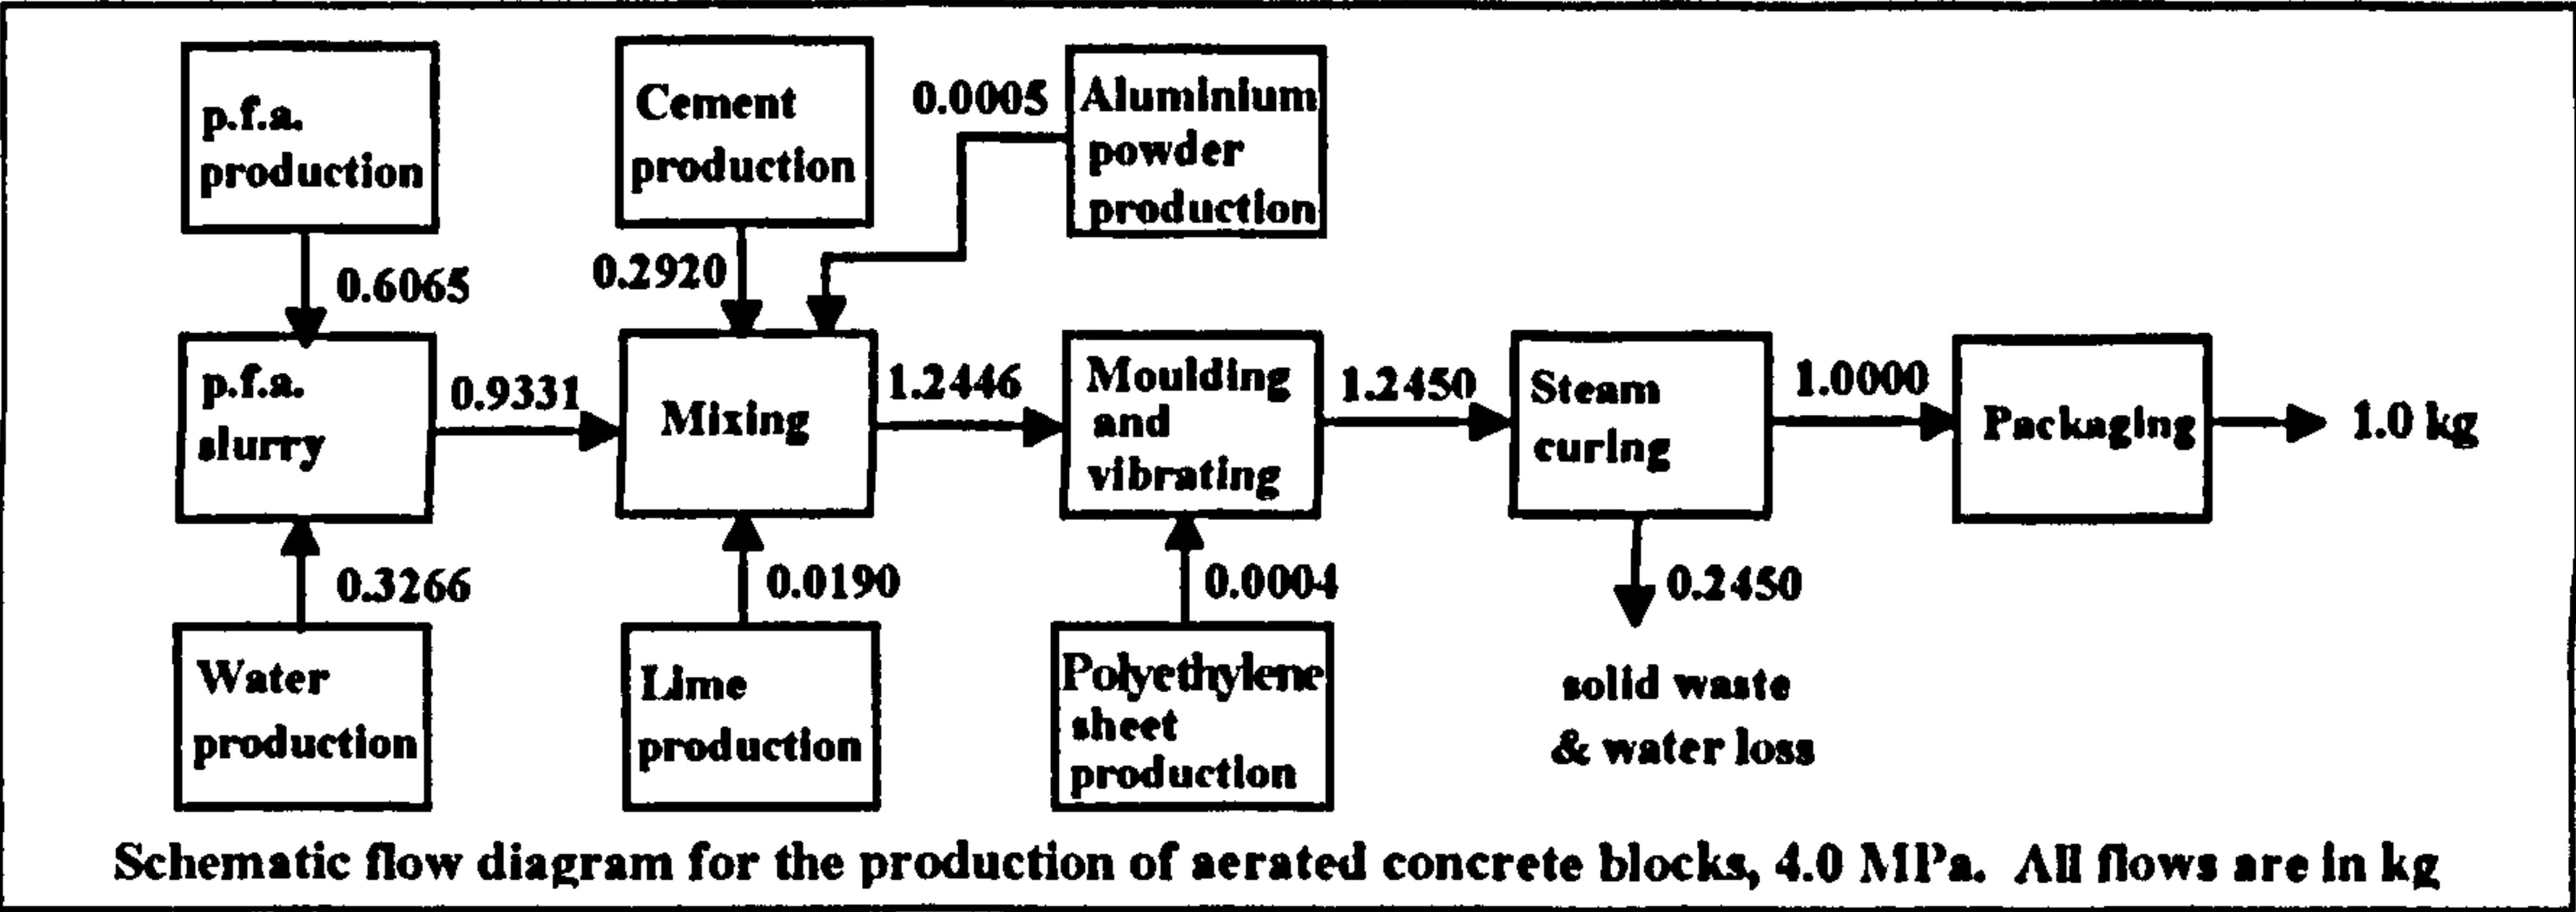 p.f.a.
production
Cement
production
0.0005
Aluminium
powder
production
0.6065
0.2920
p.f.a.
slurry
0.9331
Mixing
1.2446
Moulding
and
vibrating
1.2450
Steam
curing
1.0000
Packaging
1.0 kg
0.3266
0.0190
0.0004
0.2450
Water
production
Lime
production
Polyethylene
sheet
production
solid waste
& water loss
Schematic flow diagram for the production of aerated concrete blocks, 4.0 MPa. All flows are in kg